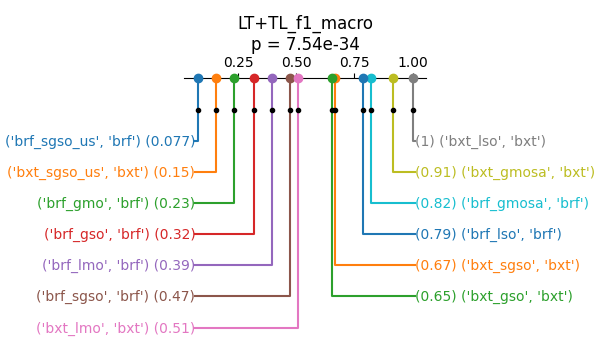 LT+TL_f1_macro
p = 7.54e-34
0.25 0.50 0.75 1.00
('brf_sgso_us', 'brf') (0.077) (1) ('bxt_lso', 'bxt')
('bxt_sgso_us', 'bxt') (0.15) (0.91) ('bxt_gmosa', 'bxt')
('brf_gmo', 'brf') (0.23) (0.82) ('brf_gmosa', 'brf')
('brf_gso', 'brf') (0.32) (0.79) ('brf_lso', 'brf')
('brf_lmo', 'brf') (0.39) (0.67) ('bxt_sgso', 'bxt')
('brf_sgso', 'brf') (0.47) (0.65) ('bxt_gso', 'bxt')
('bxt_lmo', 'bxt') (0.51)